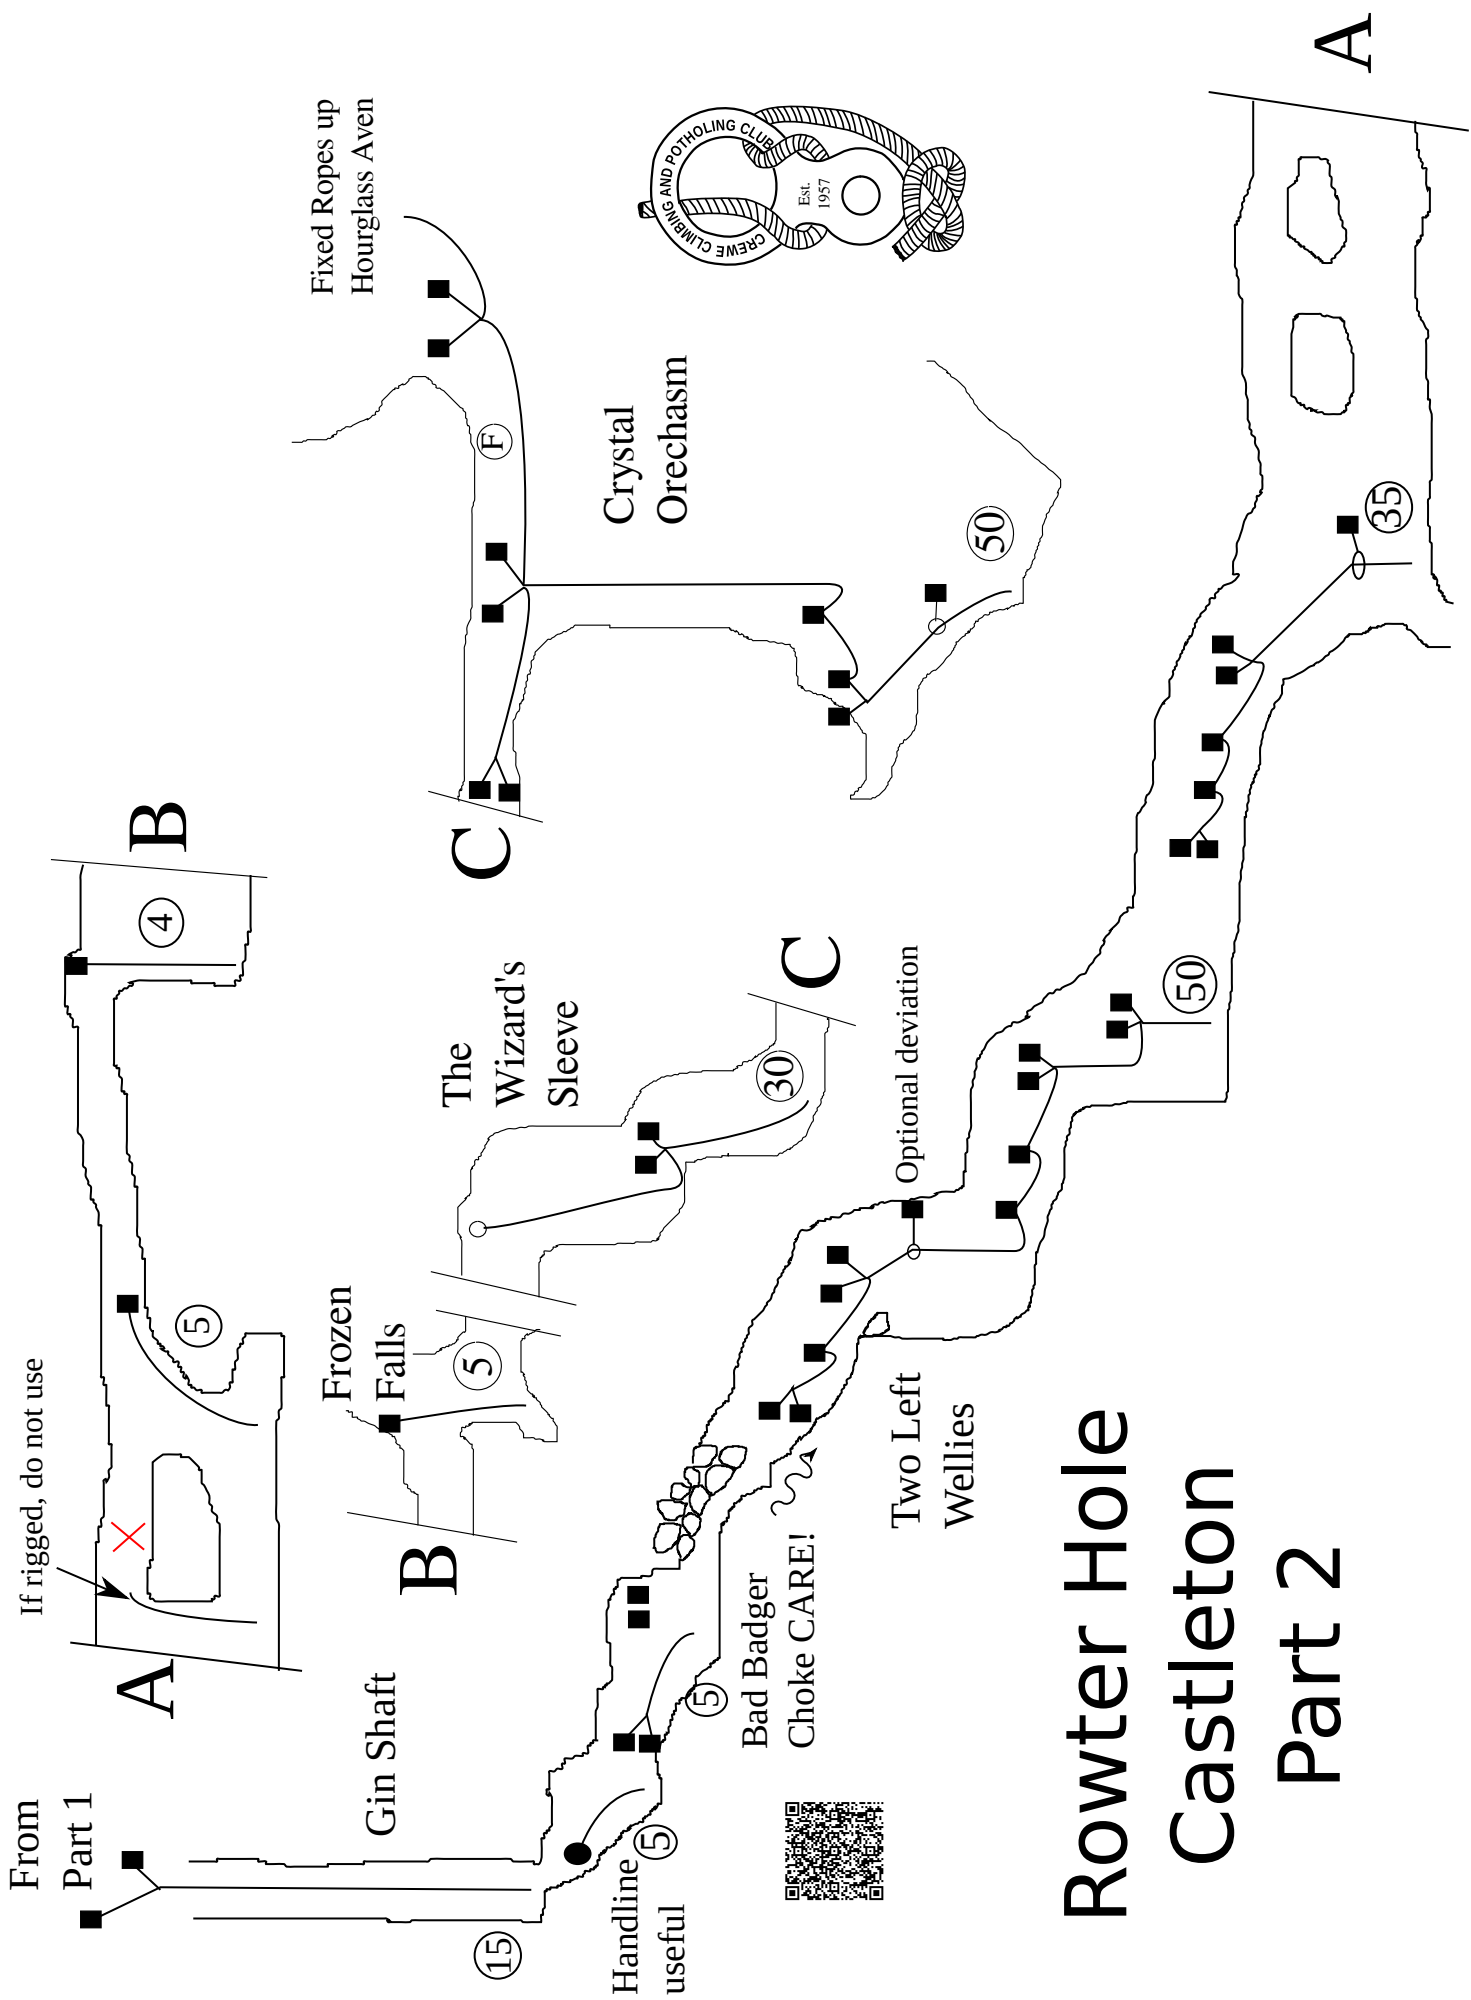 From
Part 1
Gin Shaft
15
Handline
useful
5
5
Bad Badger
Choke CARE!
Two Left
Wellies
Optional deviation
50
35
A
A
If rigged, do not use
5
4
B
B
Frozen
Falls
5
The
Wizard's
Sleeve
30
C
C
F
Fixed Ropes up
Hourglass Aven
Crystal
Orechasm
50
CREWE CLIMBING AND POTHOLING CLUB
Est.
1957
Rowter Hole
Castleton
Part 2